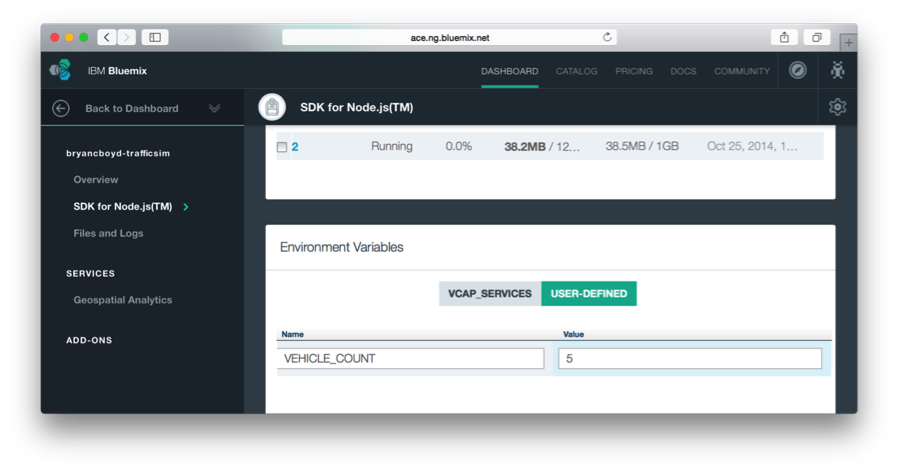 ace.ng.bluemix.net
IBM Bluemix
DASHBOARD CATALOG PRICING DOCS COMMUNITY
Back to Dashboard
SDK for Node.js(TM)
bryancboyd-trafficsim
Overview
SDK for Node.js(TM)
Files and Logs
SERVICES
Geospatial Analytics
ADD-ONS
2 Running 0.0% 38.2MB / 12... 38.5MB / 1GB Oct 25, 2014, 1...
Environment Variables
VCAP_SERVICES USER-DEFINED
Name Value
VEHICLE_COUNT 5